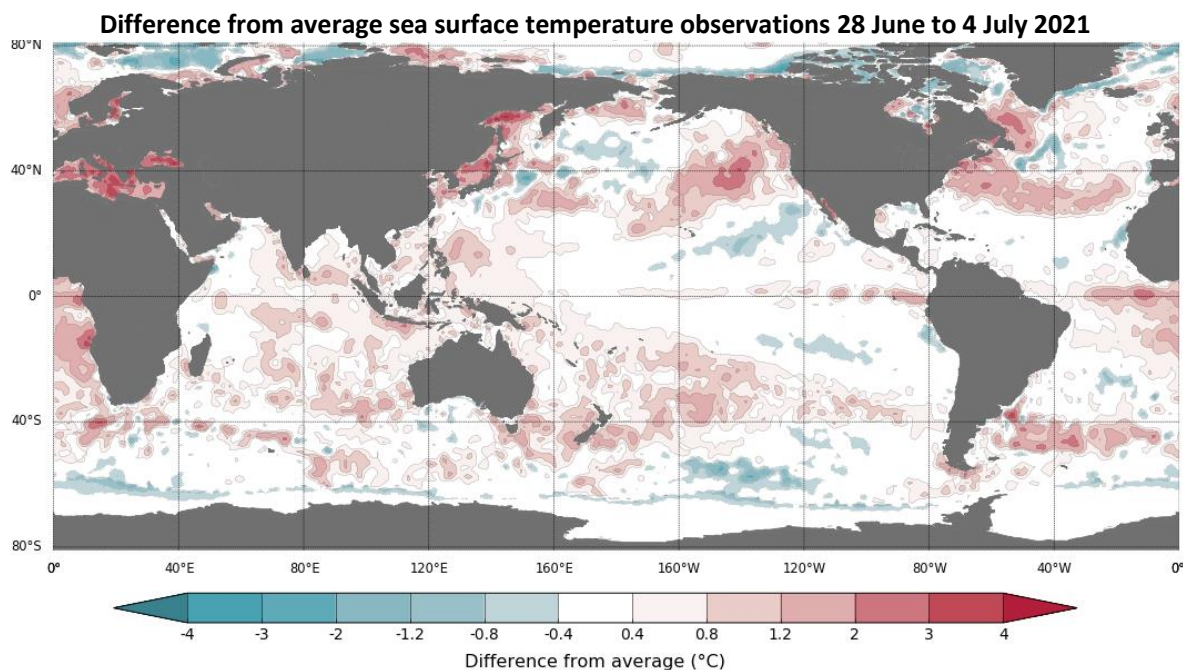 Difference from average sea surface temperature observations 28 June to 4 July 2021
80°N
40°N
0°
40°S
80°S
0° 40°E 80°E 120°E 160°E 160°W 120°W 80°W 40°W 0°
-4 -3 -2 -1.2 -0.8 -0.4 0.4 0.8 1.2 2 3 4
Difference from average (°C)